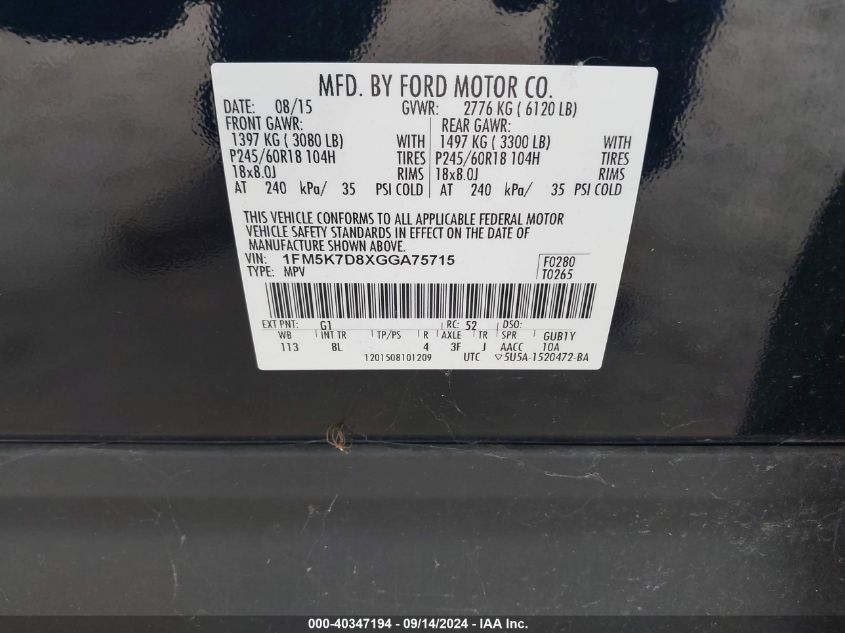 MFD. BY FORD MOTOR CO.
DATE: 08/15 GVWR: 2776 KG ( 6120 LB)
FRONT GAWR: REAR GAWR:
1397 KG ( 3080 LB) WITH 1497 KG ( 3300 LB) WITH
P245/60R18 104H TIRES P245/60R18 104H TIRES
18x8.0J RIMS 18x8.0J RIMS
AT 240 kPa/ 35 PSI COLD AT 240 kPa/ 35 PSI COLD
THIS VEHICLE CONFORMS TO ALL APPLICABLE FEDERAL MOTOR
VEHICLE SAFETY STANDARDS IN EFFECT ON THE DATE OF
MANUFACTURE SHOWN ABOVE.
VIN: 1FM5K7D8XGGA75715 F0280
TYPE: MPV T0265
EXT PNT: G1 RC: 52 DSO:
WB INT TR TP/PS R AXLE TR SPR GUB1Y
113 8L 4 3F J AACC 10A
1201508101209 UTC ▽5U5A-1520472-BA
000-40347194 - 09/14/2024 - IAA Inc.